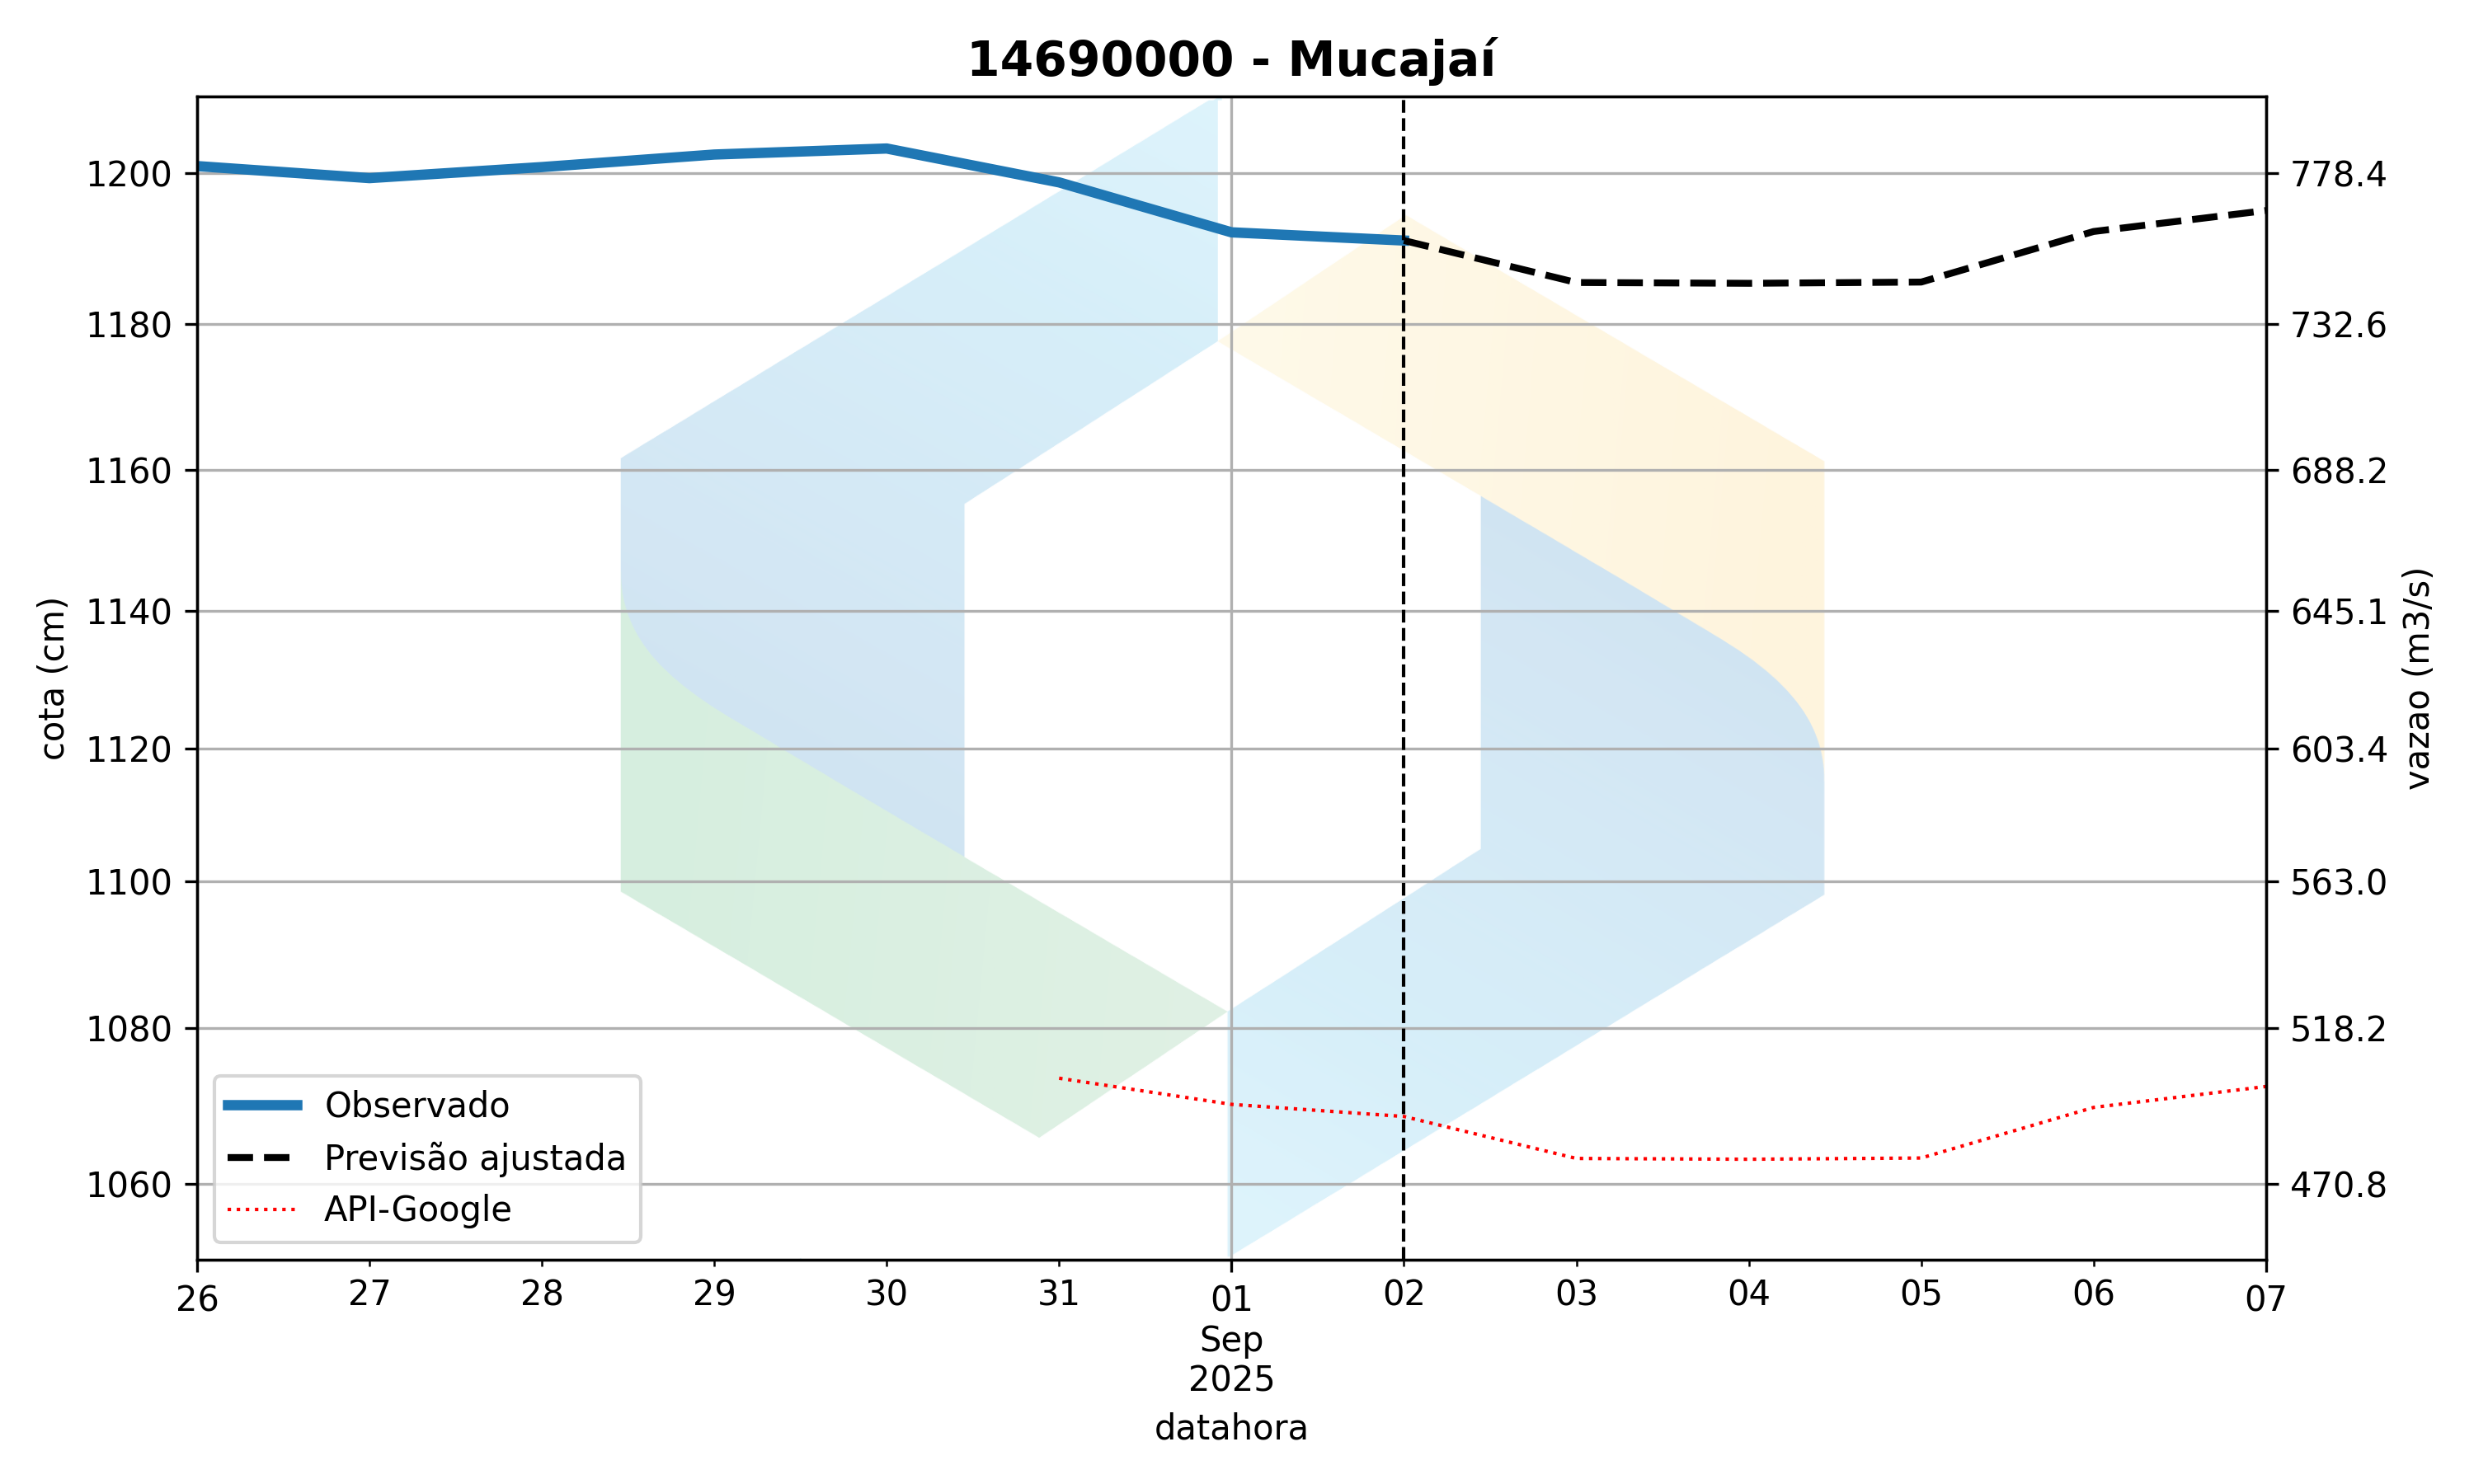 14690000 - Mucajaí
1200
1180
1160
1140
1120
1100
1080
1060
cota (cm)
778.4
732.6
688.2
645.1
603.4
563.0
518.2
470.8
vazao (m3/s)
Observado
Previsão ajustada
API-Google
26 27 28 29 30 31 01 02 03 04 05 06 07
Sep
2025
datahora